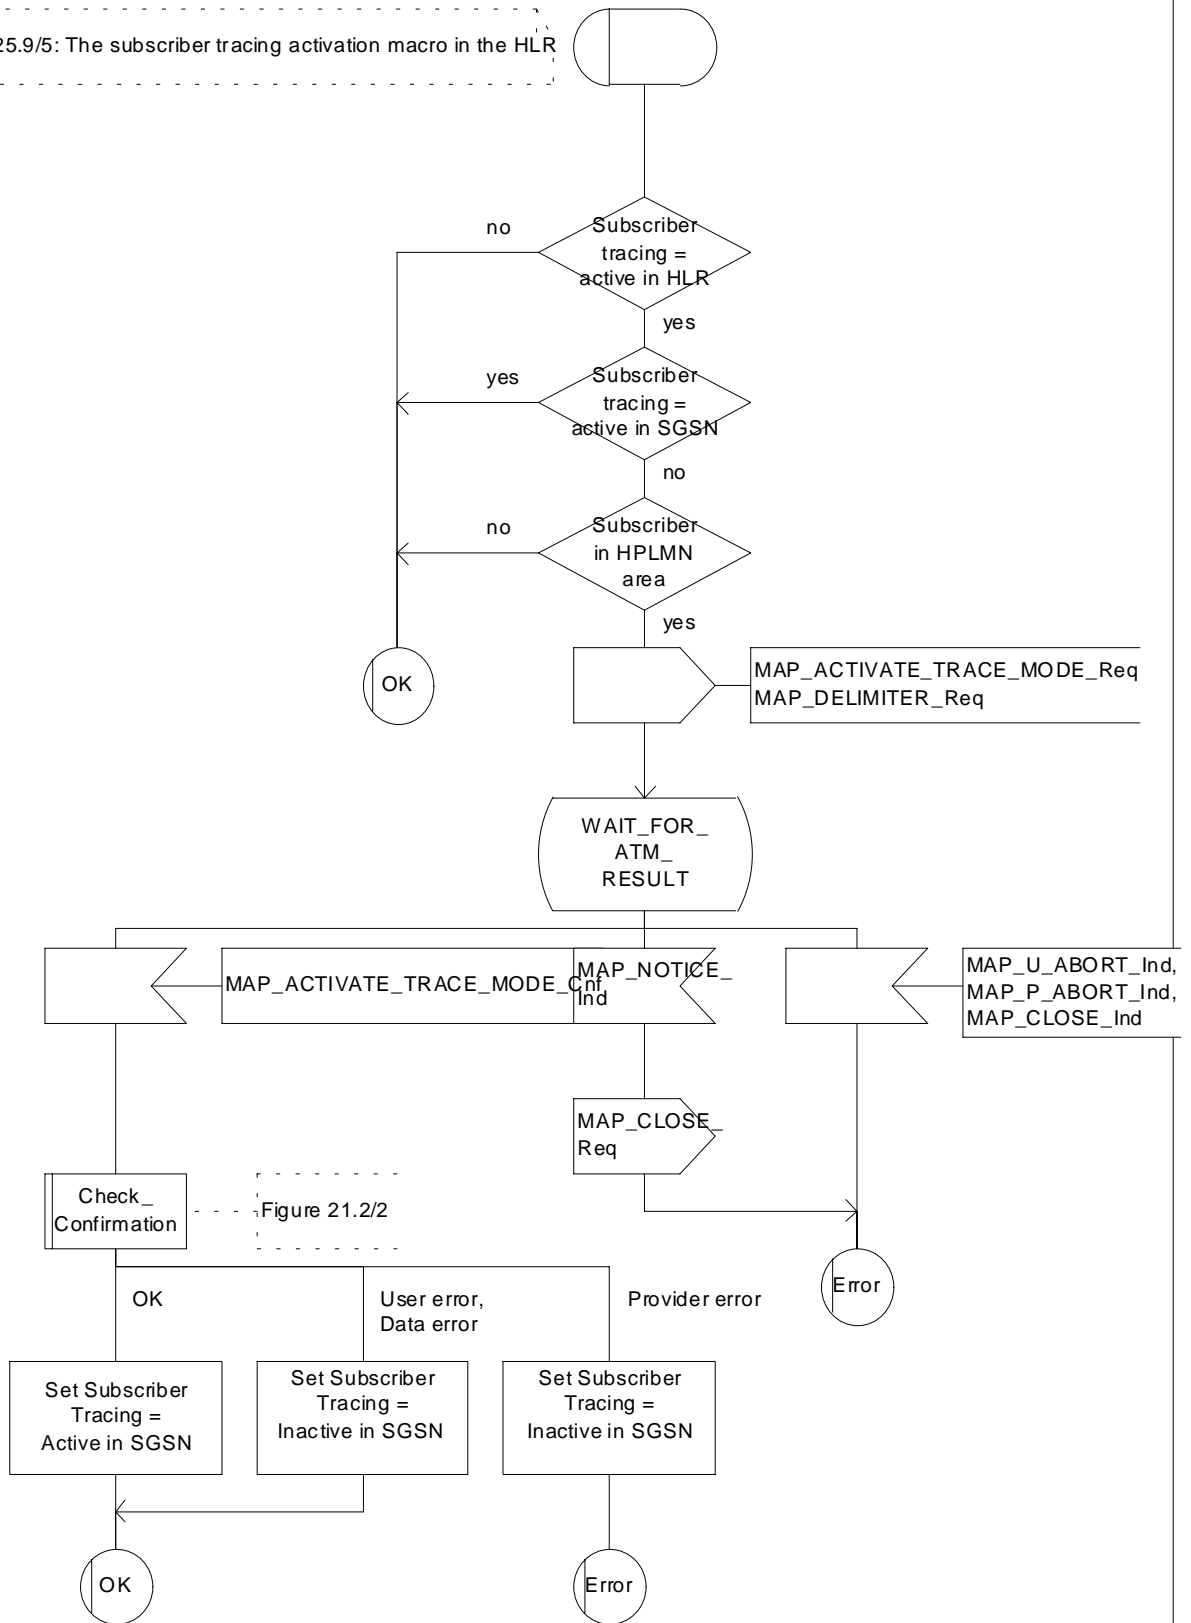 25.9/5: The subscriber tracing activation macro in the HLR
no
Subscriber
tracing =
active in HLR
yes
yes
Subscriber
tracing =
active in SGSN
no
no
Subscriber
in HPLMN
area
yes
OK
MAP_ACTIVATE_TRACE_MODE_Req
MAP_DELIMITER_Req
WAIT_FOR_
ATM_
RESULT
MAP_ACTIVATE_TRACE_MODE_Cnf
MAP_NOTICE_
Ind
MAP_U_ABORT_Ind,
MAP_P_ABORT_Ind,
MAP_CLOSE_Ind
MAP_CLOSE_
Req
Check_
Confirmation
Figure 21.2/2
Error
OK
User error,
Data error
Provider error
Set Subscriber
Tracing =
Active in SGSN
Set Subscriber
Tracing =
Inactive in SGSN
Set Subscriber
Tracing =
Inactive in SGSN
OK
Error